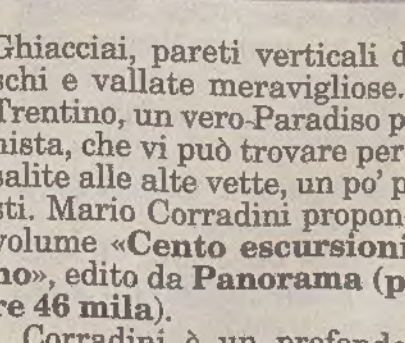 Ghiacciai, pareti verticali d
schi e vallate meravigliose.
Trentino, un vero Paradiso p
nista, che vi può trovare per
salite alle alte vette, un po' p
sti. Mario Corradini propon
volume «Cento escursioni
no», edito da Panorama (p
re 46 mila).
Corradini è un profondo